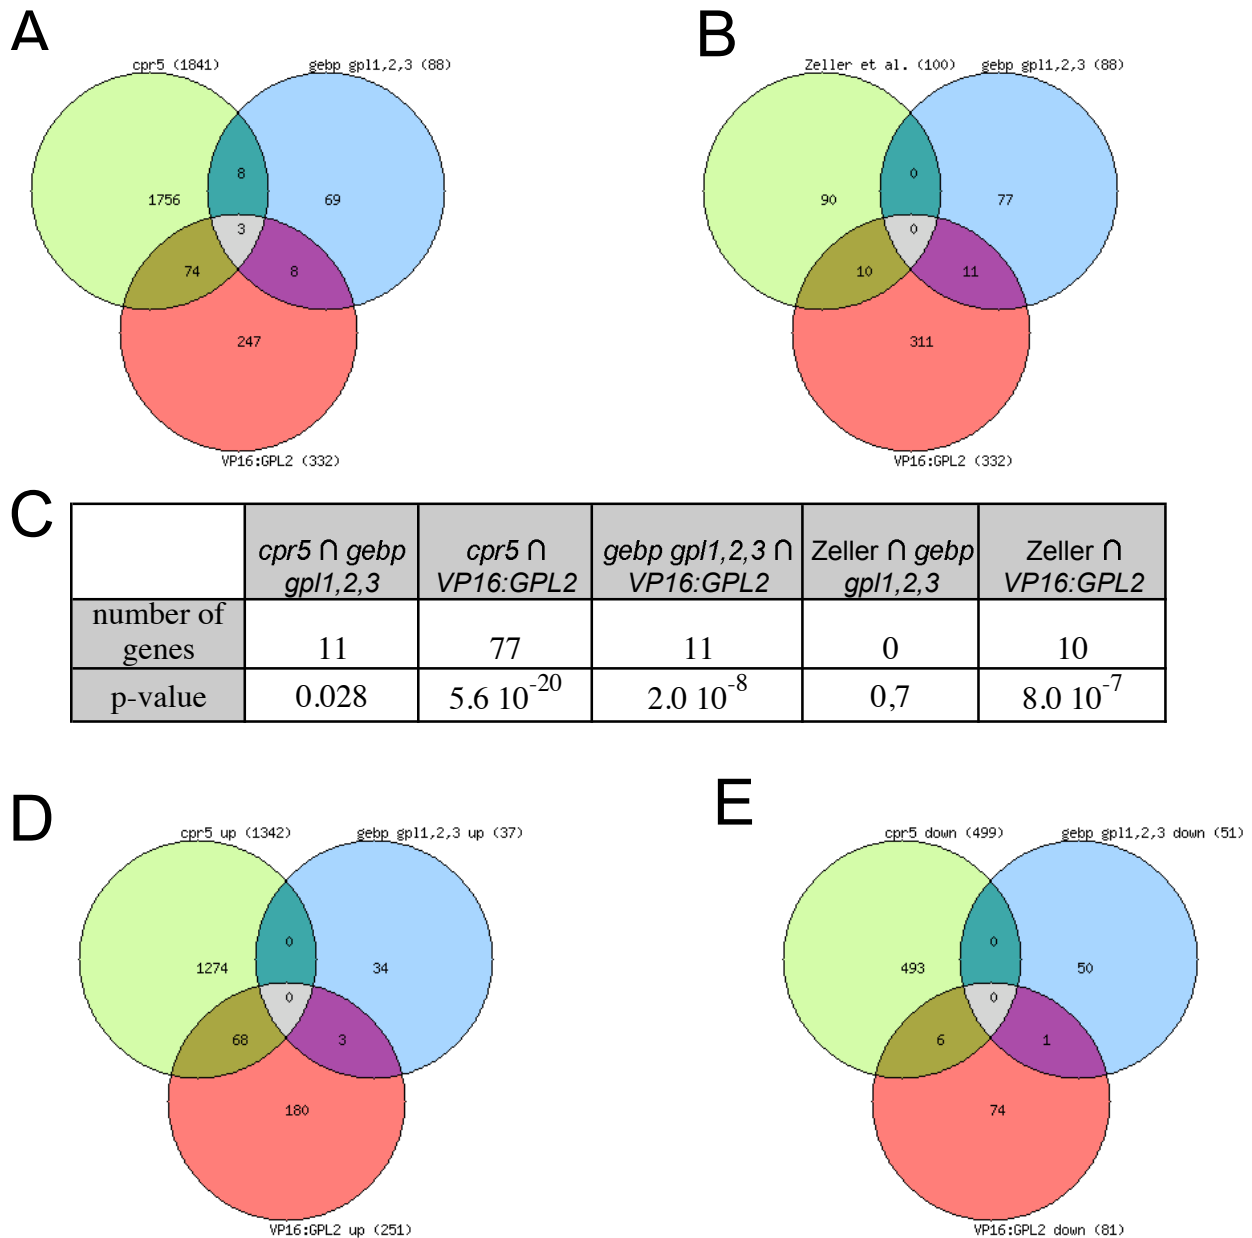 A
cpr5 (1841)
gebp gpl1,2,3 (88)
8
1756
69
3
74
8
247
VP16:GPL2 (332)
B
Zeller et al. (100)
gebp gpl1,2,3 (88)
0
90
77
0
10
11
311
VP16:GPL2 (332)
C
cpr5 ∩ gebp
gpl1,2,3
cpr5 ∩
VP16:GPL2
gebp gpl1,2,3 ∩
VP16:GPL2
Zeller ∩ gebp
gpl1,2,3
Zeller ∩
VP16:GPL2
number of
genes
11
77
11
0
10
p-value
0.028
5.6 10-20
2.0 10-8
0,7
8.0 10-7
D
cpr5 up (1342)
gebp gpl1,2,3 up (37)
0
1274
34
0
68
3
180
VP16:GPL2 up (251)
E
cpr5 down (499)
gebp gpl1,2,3 down (51)
0
493
50
0
6
1
74
VP16:GPL2 down (81)